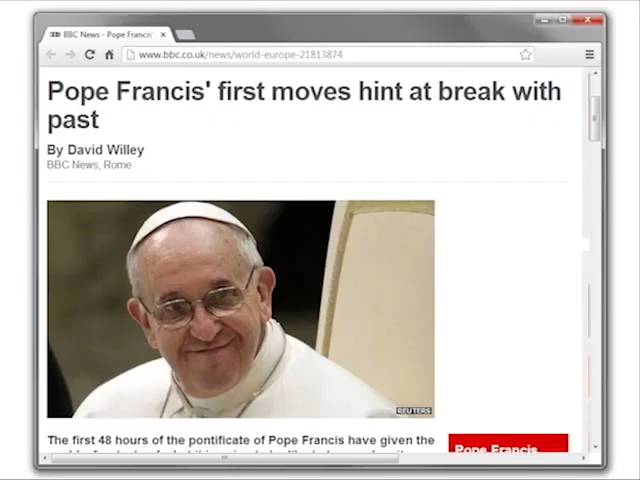 BBC News - Pope Francis'
www.bbc.co.uk/news/world-europe-21813874
Pope Francis' first moves hint at break with
past
By David Willey
BBC News, Rome
REUTERS
The first 48 hours of the pontificate of Pope Francis have given the
Pope Francis